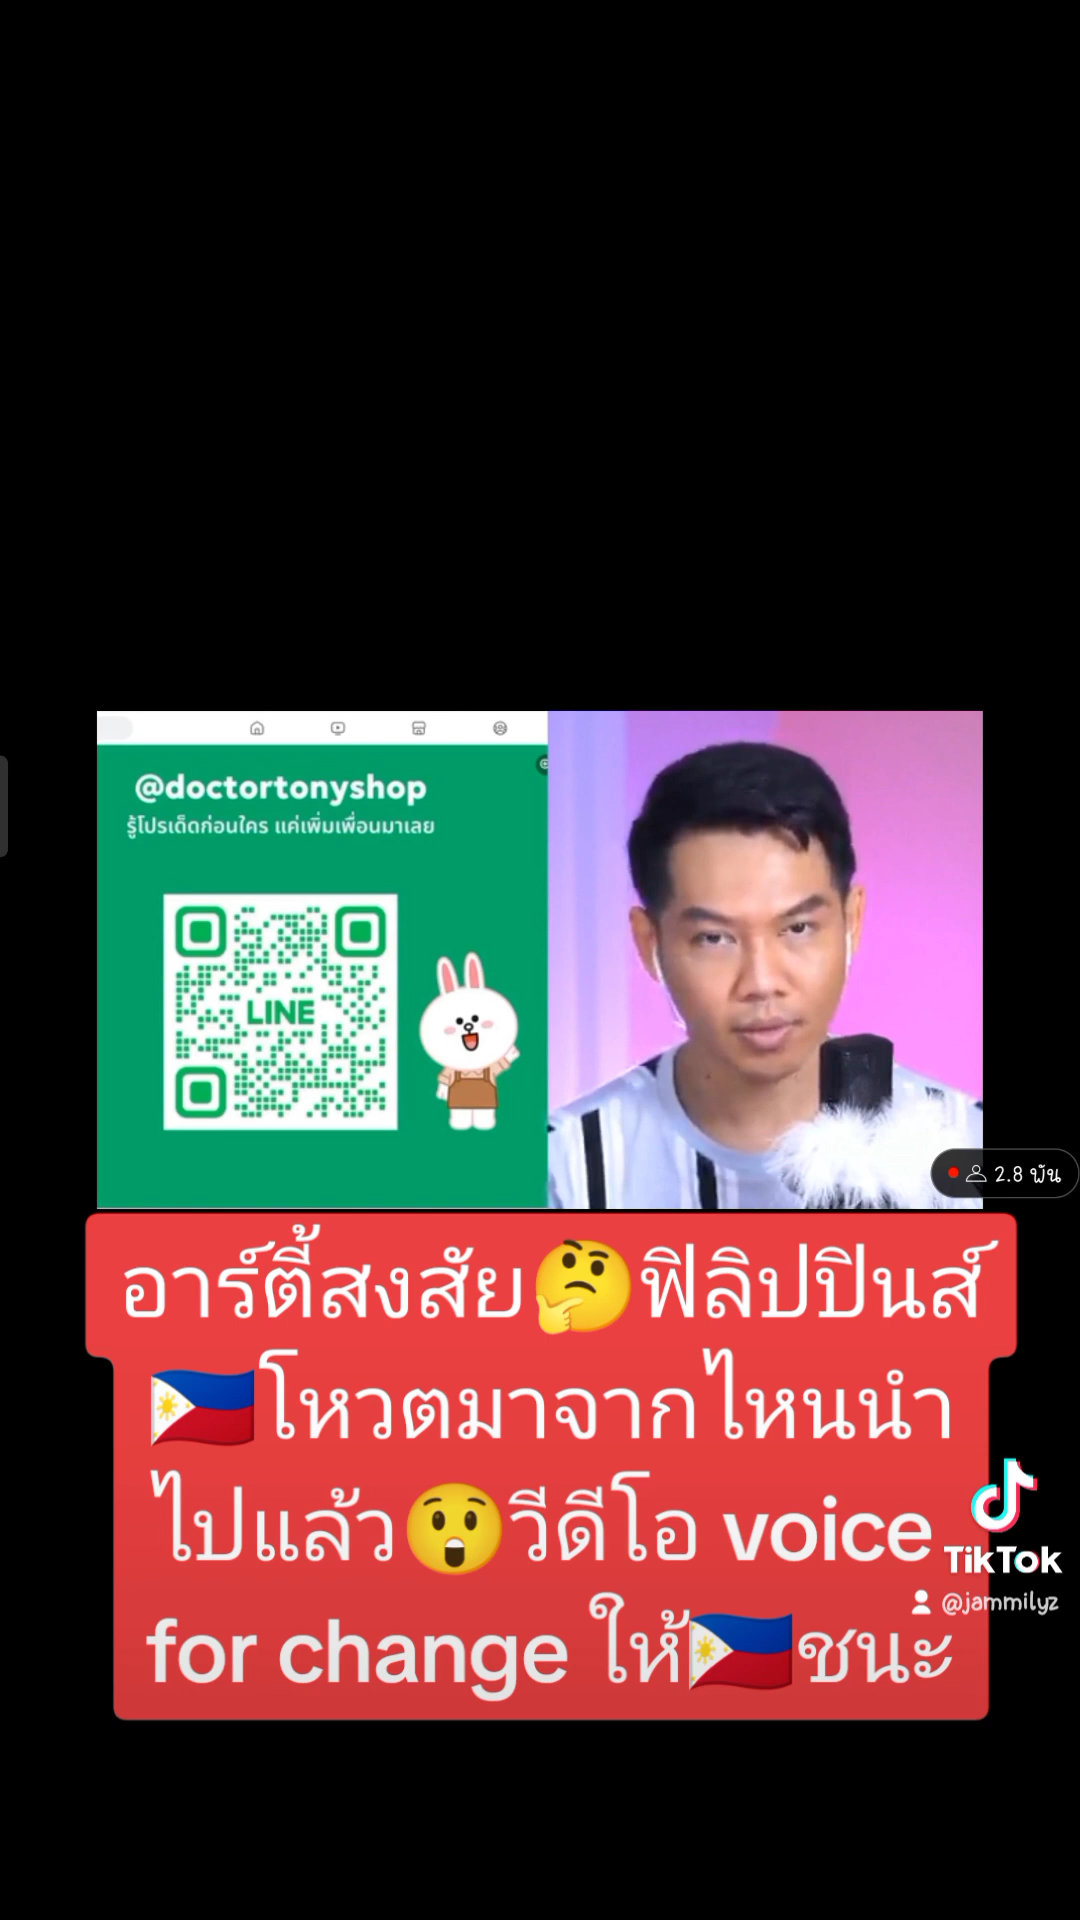 @doctortonyshop
รู้โปรเด็ดก่อนใคร แค่เพิ่มเพื่อนมาเลย
LINE
2.8 พัน
อาร์ตี้สงสัย🤔ฟิลิปปินส์
🇵🇭โหวตมาจากไหนนำ
ไปแล้ว😲วีดีโอ voice
for change ให้🇵🇭ชนะ
TikTok
@jammilyz